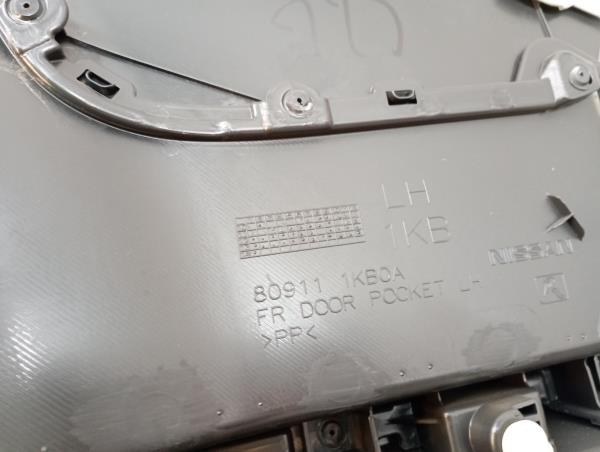 LH
1KB
NISSAN
80911 1KB0A
FR DOOR POCKET LH
>PP<